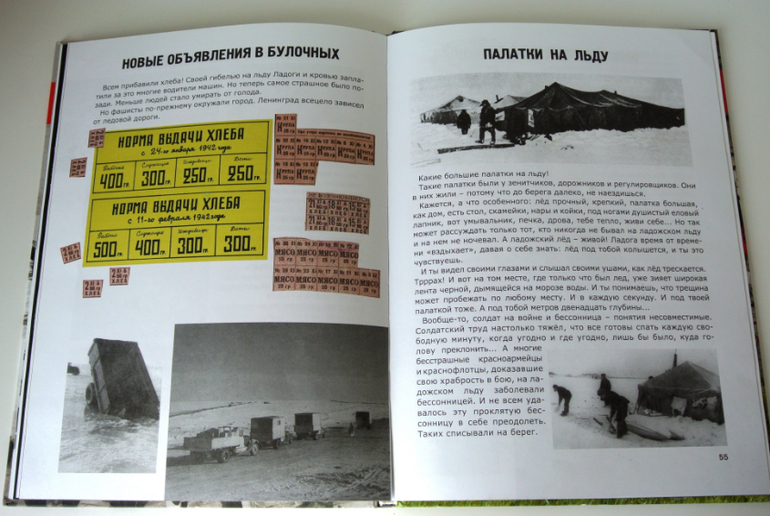 НОВЫЕ ОБЪЯВЛЕНИЯ В БУЛОЧНЫХ
Всем прибавили хлеба! Своей гибелью на льду Ладоги и кровью запла-
тили за это многие водители машин. Но теперь самое страшное было по-
зади. Меньше людей стало умирать от голода.
Но фашисты по-прежнему окружали город. Ленинград всецело зависел
от ледовой дороги.
НОРМА ВЫДАЧИ ХЛЕБА
с 24-го января 1942 года
400 гр. 300 гр. 250 гр. 250 гр.
НОРМА ВЫДАЧИ ХЛЕБА
с 11-го февраля 1942 года
500 гр. 400 гр. 300 гр. 300 гр.
КРУПА
МЯСО МЯСО МЯСО МЯСО
МЯСО МЯСО МЯСО МЯСО МЯСО
ПАЛАТКИ НА ЛЬДУ
Какие большие палатки на льду!
Такие палатки были у зенитчиков, дорожников и регулировщиков. Они
в них жили – потому что до берега далеко, не наездишься.
Кажется, а что особенного: лёд прочный, крепкий, палатка большая,
как дом, есть стол, скамейки, нары и койки, под ногами душистый еловый
лапник, вот умывальник, печка, дрова, тебе тепло, живи себе... Но так
может рассуждать только тот, кто никогда не бывал на ладожском льду
и на нем не ночевал. А ладожский лёд – живой! Ладога время от време-
ни «вздыхает», давая о себе знать: лёд под тобой колышется, и ты это
чувствуешь.
И ты видел своими глазами и слышал своими ушами, как лёд трескается.
Трррах! И вот на том месте, где только что был лед, уже зияет широкая
лента черной, дымящейся на морозе воды. И ты понимаешь, что трещина
может пробежать по любому месту. И в каждую секунду. И под твоей
палаткой тоже. А под тобой метров двенадцать глубины...
Вообще-то, солдат на войне и бессонница – понятия несовместимые.
Солдатский труд настолько тяжёл, что все готовы спать каждую сво-
бодную минуту, когда угодно и где угодно, лишь бы было, куда го-
лову преклонить... А многие
бесстрашные красноармейцы
и краснофлотцы, доказавшие
свою храбрость в бою, на ла-
дожском льду заболевали
бессонницей. И не всем уда-
валось эту проклятую бес-
сонницу в себе преодолеть.
Таких списывали на берег.
55